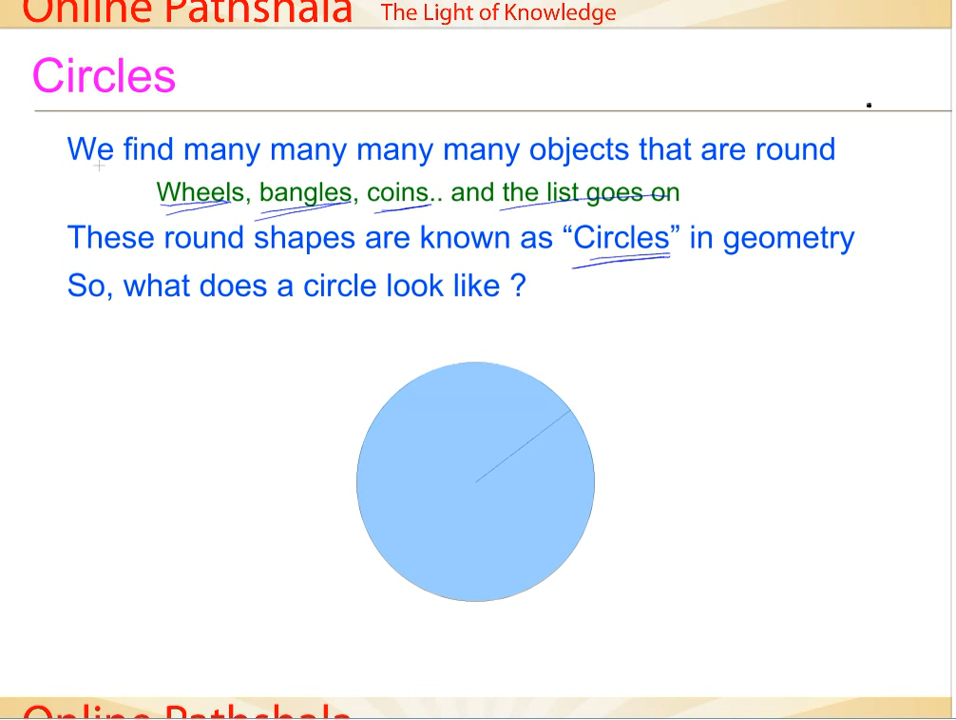 Online Pathshala The Light of Knowledge
Circles
We find many many many many objects that are round
Wheels, bangles, coins.. and the list goes on
These round shapes are known as “Circles” in geometry
So, what does a circle look like ?
Online Pathshala